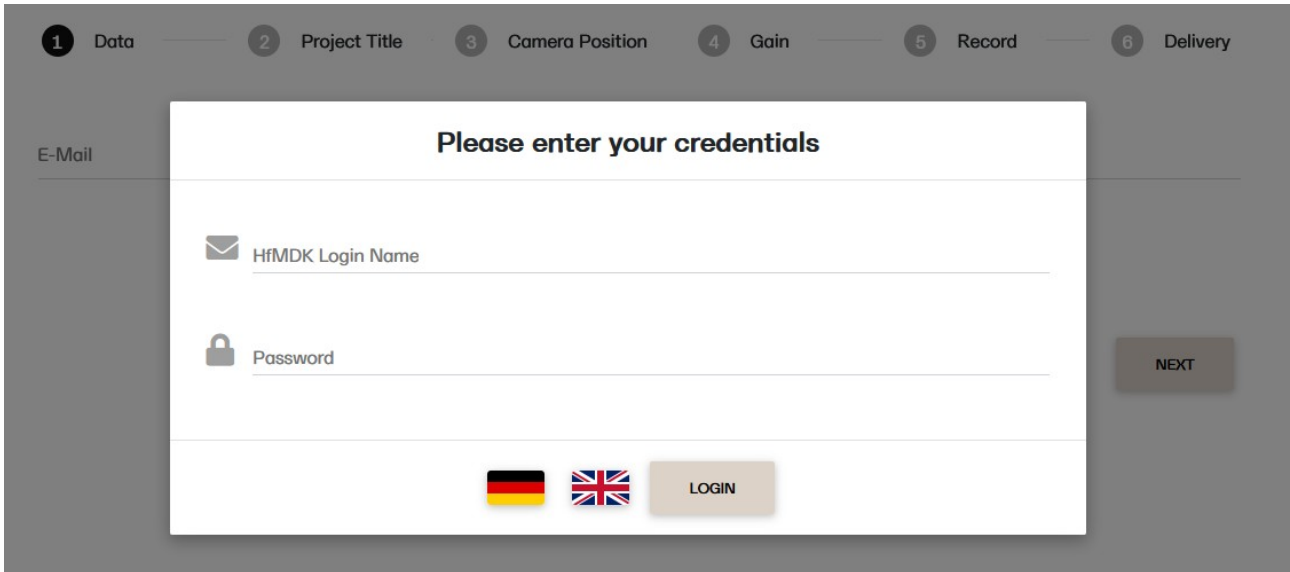 1 Data 2 Project Title 3 Camera Position 4 Gain 5 Record 6 Delivery
Please enter your credentials
E-Mail
HfMDK Login Name
Password
NEXT
LOGIN